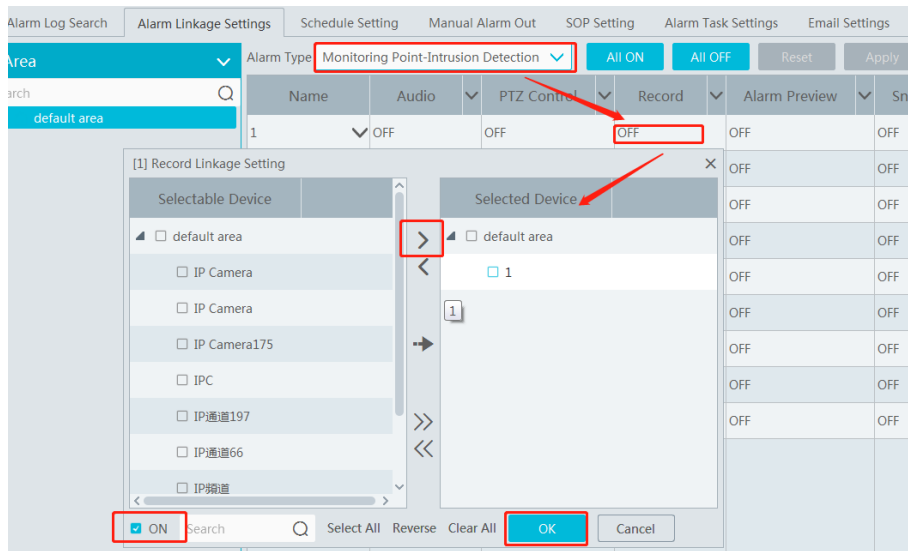 Alarm Log Search Alarm Linkage Settings Schedule Setting Manual Alarm Out SOP Setting Alarm Task Settings Email Settings
Area Alarm Type Monitoring Point-Intrusion Detection All ON All OFF Reset Apply
arch Name Audio PTZ Control Record Alarm Preview Sn
default area
1 OFF OFF OFF OFF OFF
[1] Record Linkage Setting
OFF OFF
Selectable Device Selected Device
OFF OFF
default area default area
OFF OFF
IP Camera 1
OFF OFF
IP Camera 1
OFF OFF
IP Camera175
OFF OFF
IPC
OFF OFF
IP通道197
OFF OFF
IP通道66
IP頻道
ON Search Select All Reverse Clear All OK Cancel